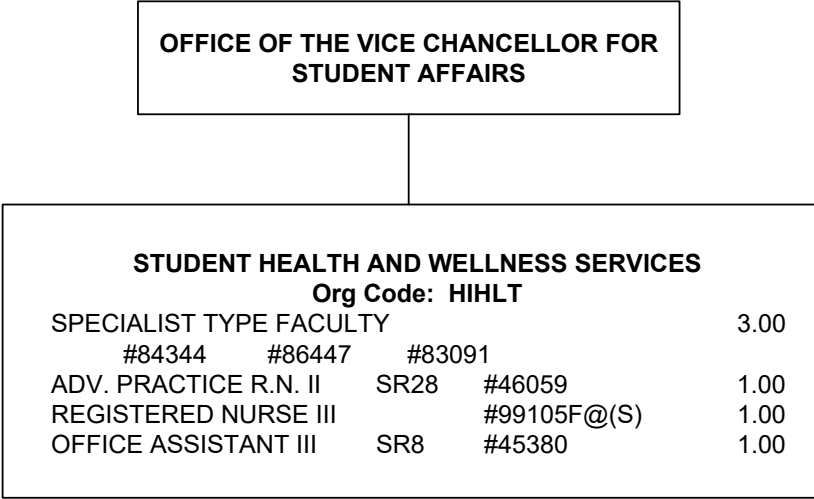 OFFICE OF THE VICE CHANCELLOR FOR
STUDENT AFFAIRS
STUDENT HEALTH AND WELLNESS SERVICES
Org Code: HIHLT
SPECIALIST TYPE FACULTY 3.00
#84344 #86447 #83091
ADV. PRACTICE R.N. II SR28 #46059 1.00
REGISTERED NURSE III #99105F@(S) 1.00
OFFICE ASSISTANT III SR8 #45380 1.00